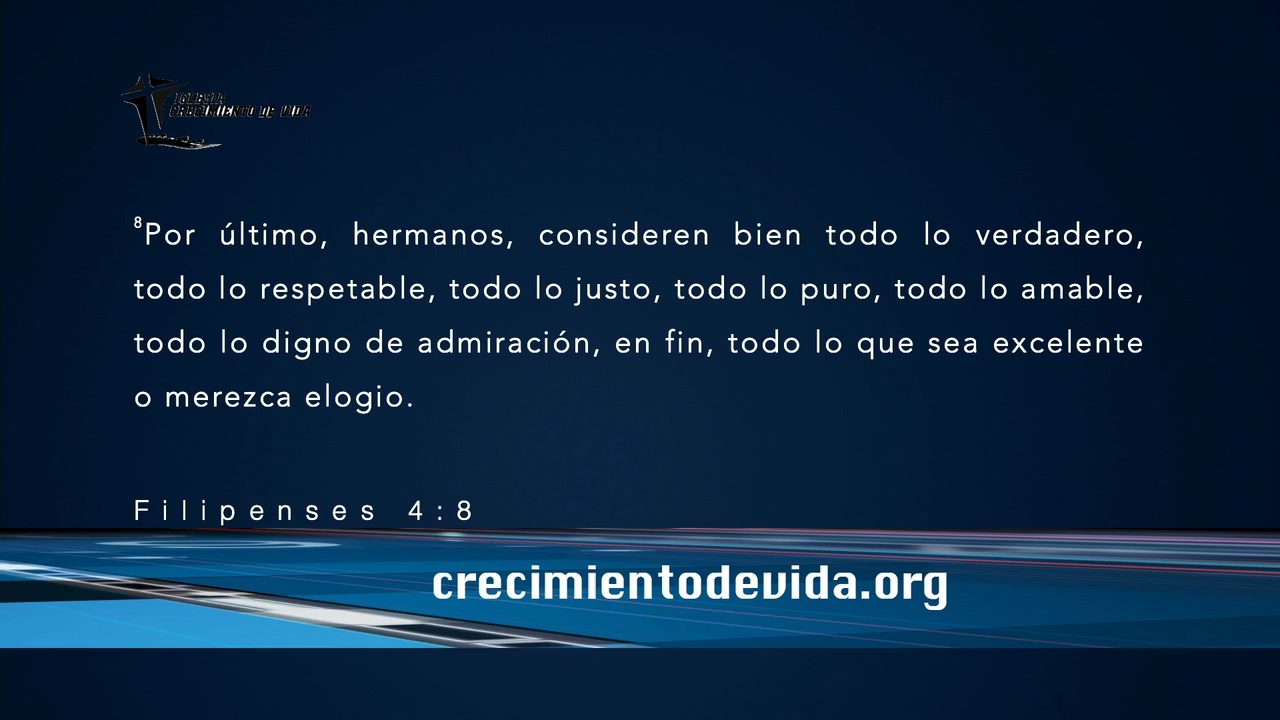 IGLESIA
CRECIMIENTO DE VIDA
⁸Por último, hermanos, consideren bien todo lo verdadero,
todo lo respetable, todo lo justo, todo lo puro, todo lo amable,
todo lo digno de admiración, en fin, todo lo que sea excelente
o merezca elogio.
Filipenses 4:8
crecimientodevida.org